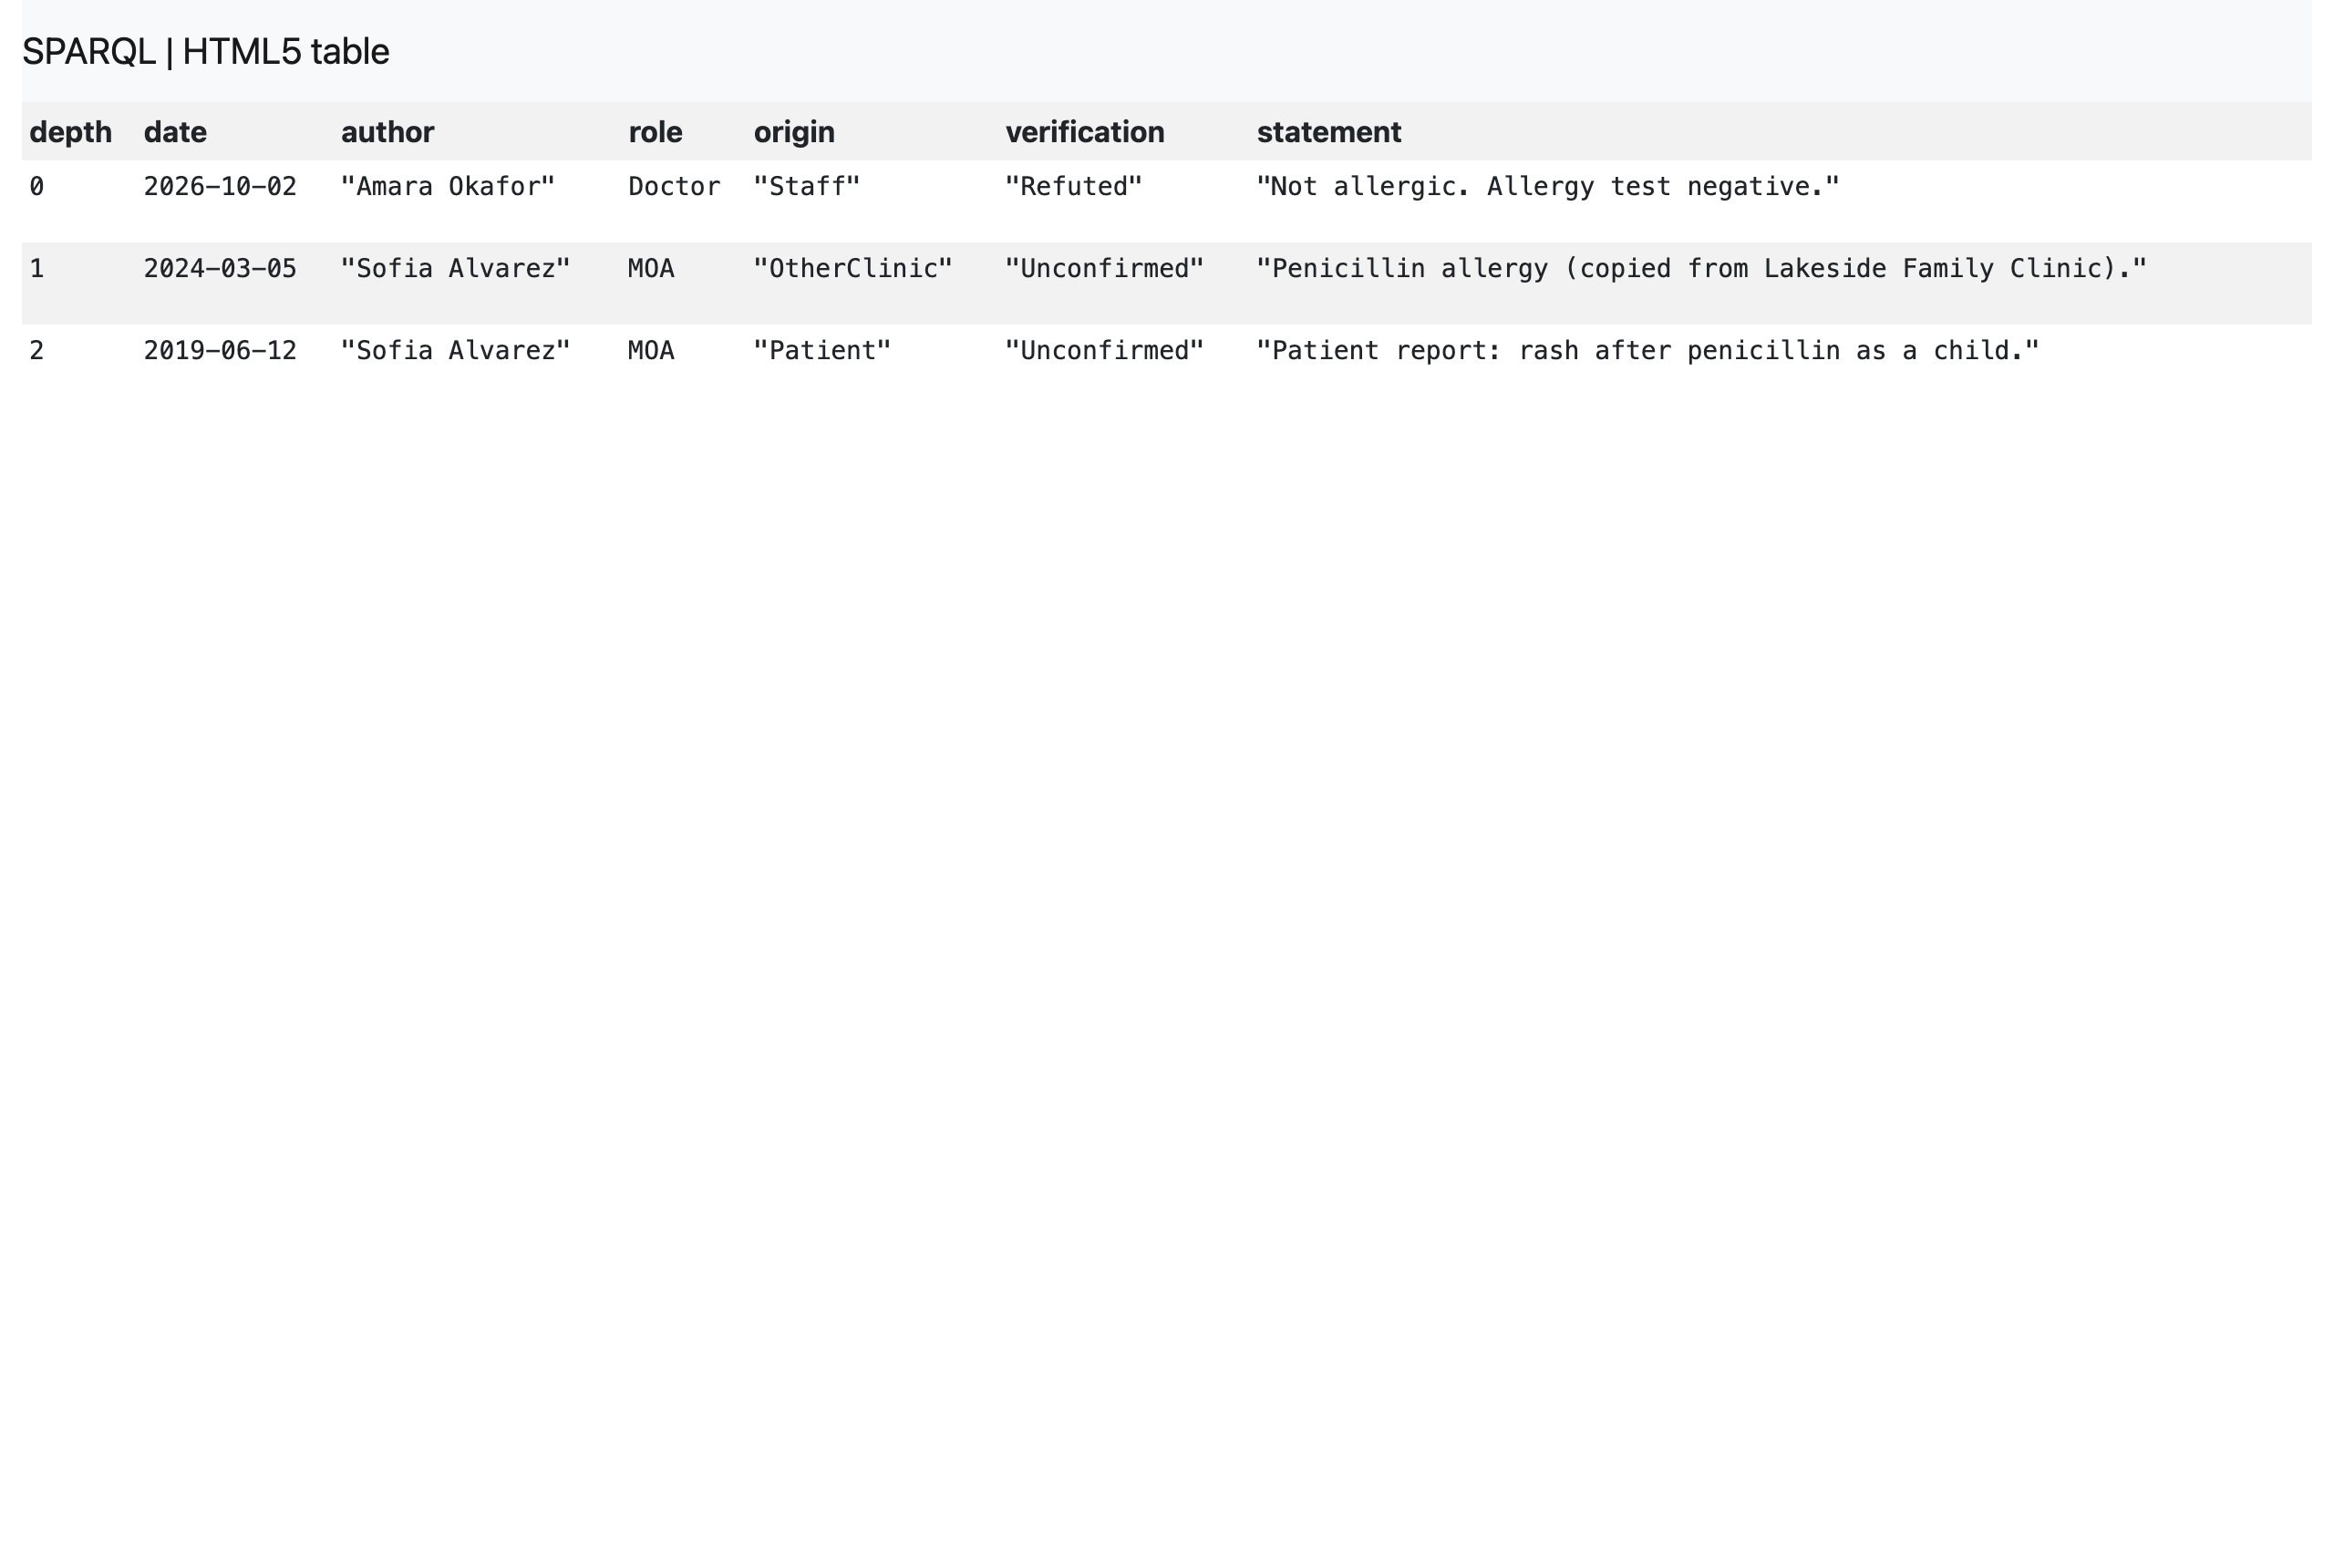 SPARQL | HTML5 table
depth date author role origin verification statement
0 2026-10-02 "Amara Okafor" Doctor "Staff" "Refuted" "Not allergic. Allergy test negative."
1 2024-03-05 "Sofia Alvarez" MOA "OtherClinic" "Unconfirmed" "Penicillin allergy (copied from Lakeside Family Clinic)."
2 2019-06-12 "Sofia Alvarez" MOA "Patient" "Unconfirmed" "Patient report: rash after penicillin as a child."